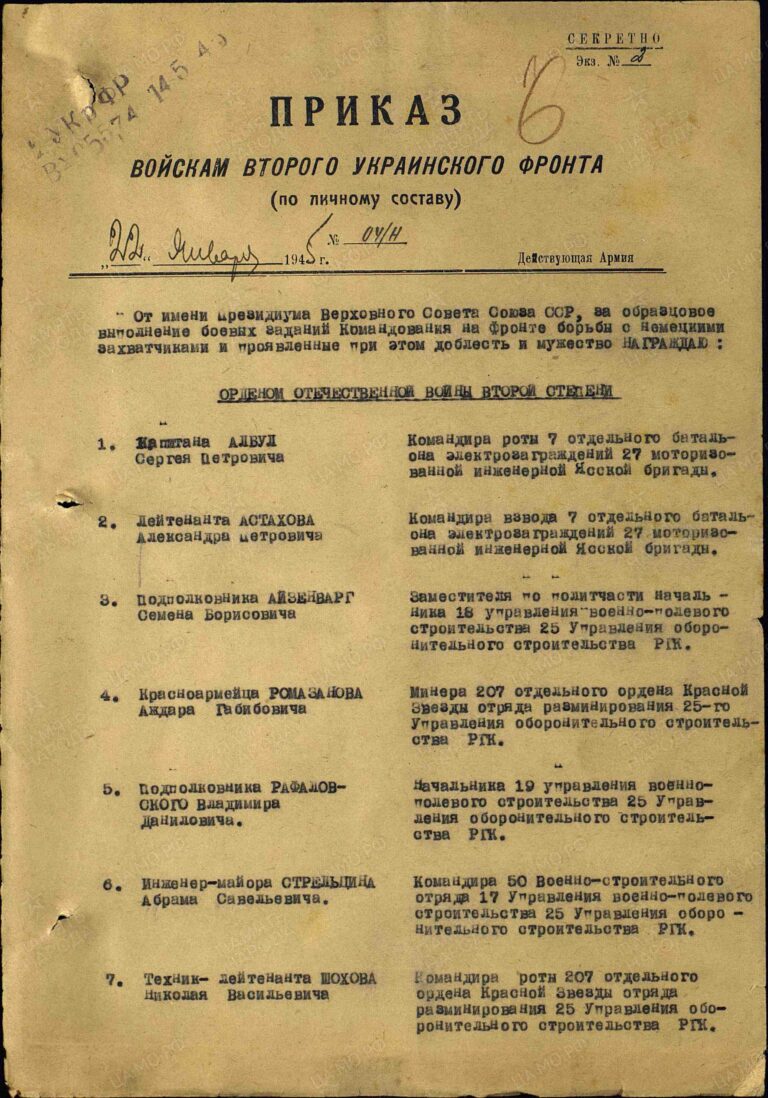 СЕКРЕТНО
Экз. № 2
6
14 5 45
ПРИКАЗ
ВОЙСКАМ ВТОРОГО УКРАИНСКОГО ФРОНТА
(по личному составу)
„22“ Января 1945 г. № 04/Н Действующая Армия
От имени Президиума Верховного Совета Союза ССР, за образцовое
выполнение боевых заданий Командования на фронте борьбы с немецкими
захватчиками и проявленные при этом доблесть и мужество НАГРАЖДАЮ :
ОРДЕНОМ ОТЕЧЕСТВЕННОЙ ВОЙНЫ ВТОРОЙ СТЕПЕНИ
1. Капитана АЛБУЛ
Сергея Петровича
Командира роты 7 отдельного баталь-
она электрозаграждений 27 моторизо-
ванной инженерной Ясской бригады.
2. Лейтенанта АСТАХОВА
Александра Петровича
Командира взвода 7 отдельного баталь-
она электрозаграждений 27 моторизо-
ванной инженерной Ясской бригады.
3. Подполковника АЙЗЕНВАРГ
Семена Борисовича
Заместителя по политчасти началь -
ника 18 управления военно-полевого
строительства 25 Управления оборо-
нительного строительства РГК.
4. Красноармейца РОМАЗАНОВА
Аждара Габибовича
Минера 207 отдельного ордена Красной
Звезды отряда разминирования 25-го
Управления оборонительного строитель-
ства РГК.
5. Подполковника РАФАЛОВ-
СКОГО Владимира
Даниловича.
Начальника 19 управления военно-
полевого строительства 25 Управ-
ления оборонительного строитель-
ства РГК.
6. Инженер-майора СТРЕЛЬЦИНА
Абрама Савельевича.
Командира 50 Военно-строительного
отряда 17 Управления военно-полевого
строительства 25 Управления оборо -
нительного строительства РГК.
7. Техник- лейтенанта ШОХОВА
Николая Васильевича
Командира роты 207 отдельного
ордена Красной Звезды отряда
разминирования 25 Управления обо-
ронительного строительства РГК.